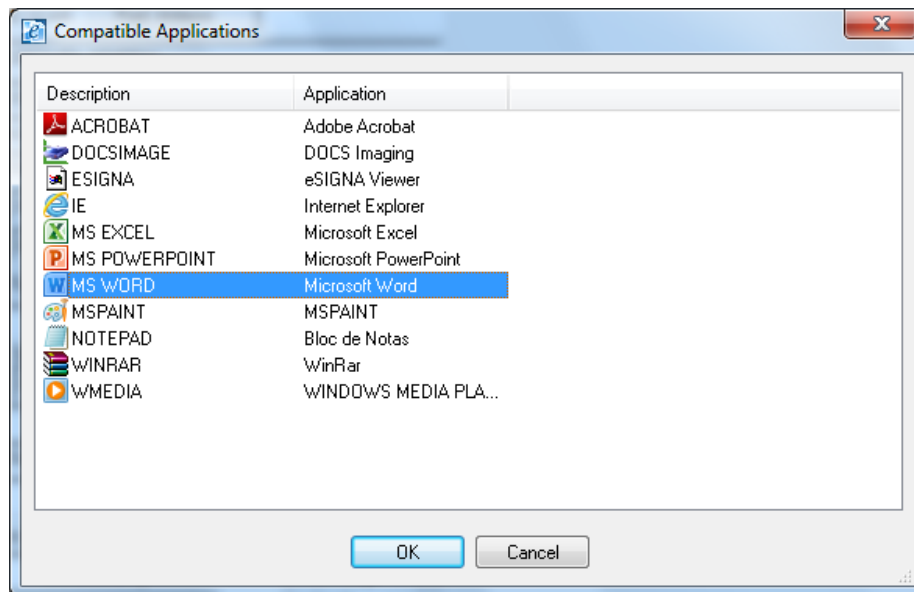 Compatible Applications
Description Application
ACROBAT Adobe Acrobat
DOCSIMAGE DOCS Imaging
ESIGNA eSIGNA Viewer
IE Internet Explorer
MS EXCEL Microsoft Excel
MS POWERPOINT Microsoft PowerPoint
MS WORD Microsoft Word
MSPAINT MSPAINT
NOTEPAD Bloc de Notas
WINRAR WinRar
WMEDIA WINDOWS MEDIA PLA...
OK Cancel